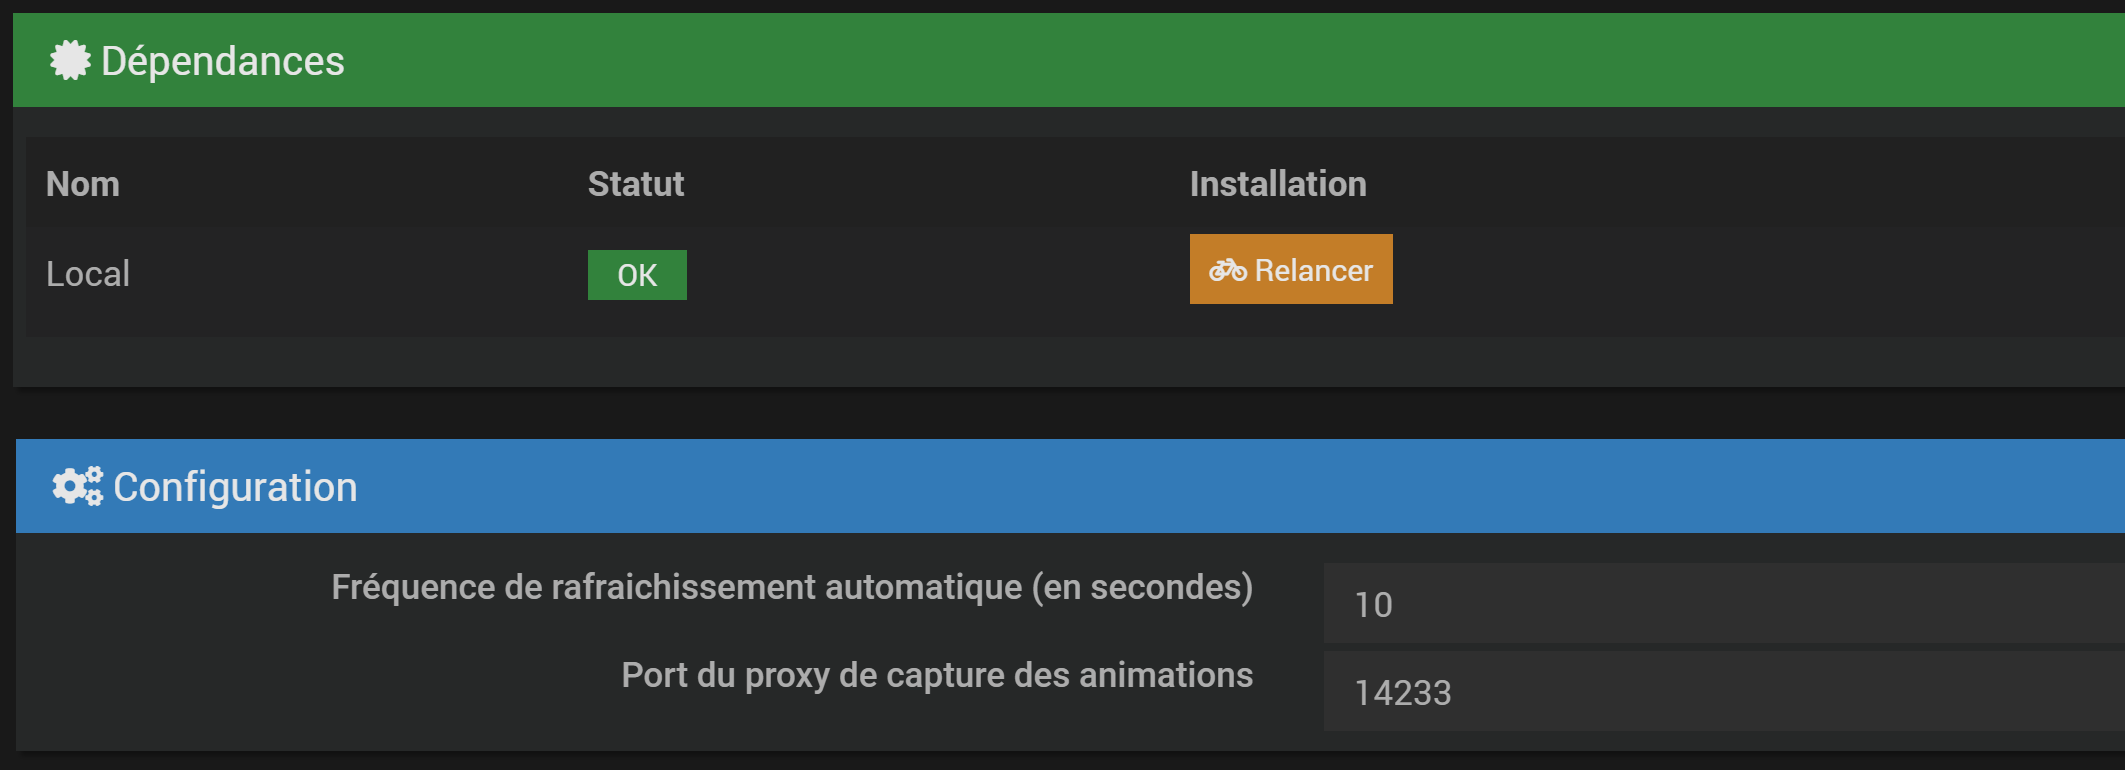 Dépendances
Nom Statut Installation
Local OK Relancer
Configuration
Fréquence de rafraichissement automatique (en secondes) 10
Port du proxy de capture des animations 14233